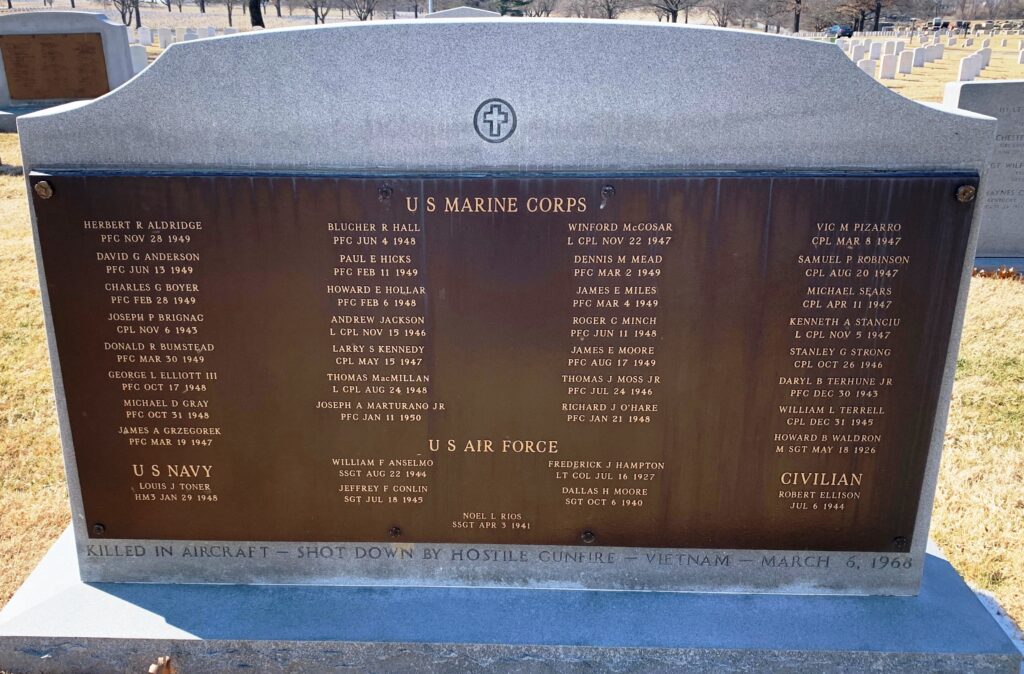 U S MARINE CORPS
HERBERT R ALDRIDGE
PFC NOV 28 1949
DAVID G ANDERSON
PFC JUN 13 1949
CHARLES G BOYER
PFC FEB 28 1949
JOSEPH P BRIGNAC
CPL NOV 6 1943
DONALD R BUMSTEAD
PFC MAR 30 1949
GEORGE L ELLIOTT III
PFC OCT 17 1948
MICHAEL D GRAY
PFC OCT 31 1948
JAMES A GRZEGOREK
PFC MAR 19 1947
BLUCHER R HALL
PFC JUN 4 1948
PAUL E HICKS
PFC FEB 11 1949
HOWARD E HOLLAR
PFC FEB 6 1948
ANDREW JACKSON
L CPL NOV 15 1946
LARRY S KENNEDY
CPL MAY 15 1947
THOMAS MacMILLAN
L CPL AUG 24 1948
JOSEPH A MARTURANO JR
PFC JAN 11 1950
WINFORD McCOSAR
L CPL NOV 22 1947
DENNIS M MEAD
PFC MAR 2 1949
JAMES E MILES
PFC MAR 4 1949
ROGER C MINCH
PFC JUN 11 1948
JAMES E MOORE
PFC AUG 17 1949
THOMAS J MOSS JR
PFC JUL 24 1946
RICHARD J O'HARE
PFC JAN 21 1948
VIC M PIZARRO
CPL MAR 8 1947
SAMUEL P ROBINSON
CPL AUG 20 1947
MICHAEL SEARS
CPL APR 11 1947
KENNETH A STANCIU
L CPL NOV 5 1947
STANLEY G STRONG
CPL OCT 26 1946
DARYL B TERHUNE JR
PFC DEC 30 1943
WILLIAM L TERRELL
CPL DEC 31 1945
HOWARD B WALDRON
M SGT MAY 18 1926
U S NAVY
LOUIS J TONER
HM3 JAN 29 1948
U S AIR FORCE
WILLIAM F ANSELMO
SSGT AUG 22 1944
JEFFREY F CONLIN
SGT JUL 18 1945
FREDERICK J HAMPTON
LT COL JUL 16 1927
DALLAS H MOORE
SGT OCT 6 1940
NOEL L RIOS
SSGT APR 3 1941
CIVILIAN
ROBERT ELLISON
JUL 6 1944
KILLED IN AIRCRAFT — SHOT DOWN BY HOSTILE GUNFIRE — VIETNAM — MARCH 6, 1968